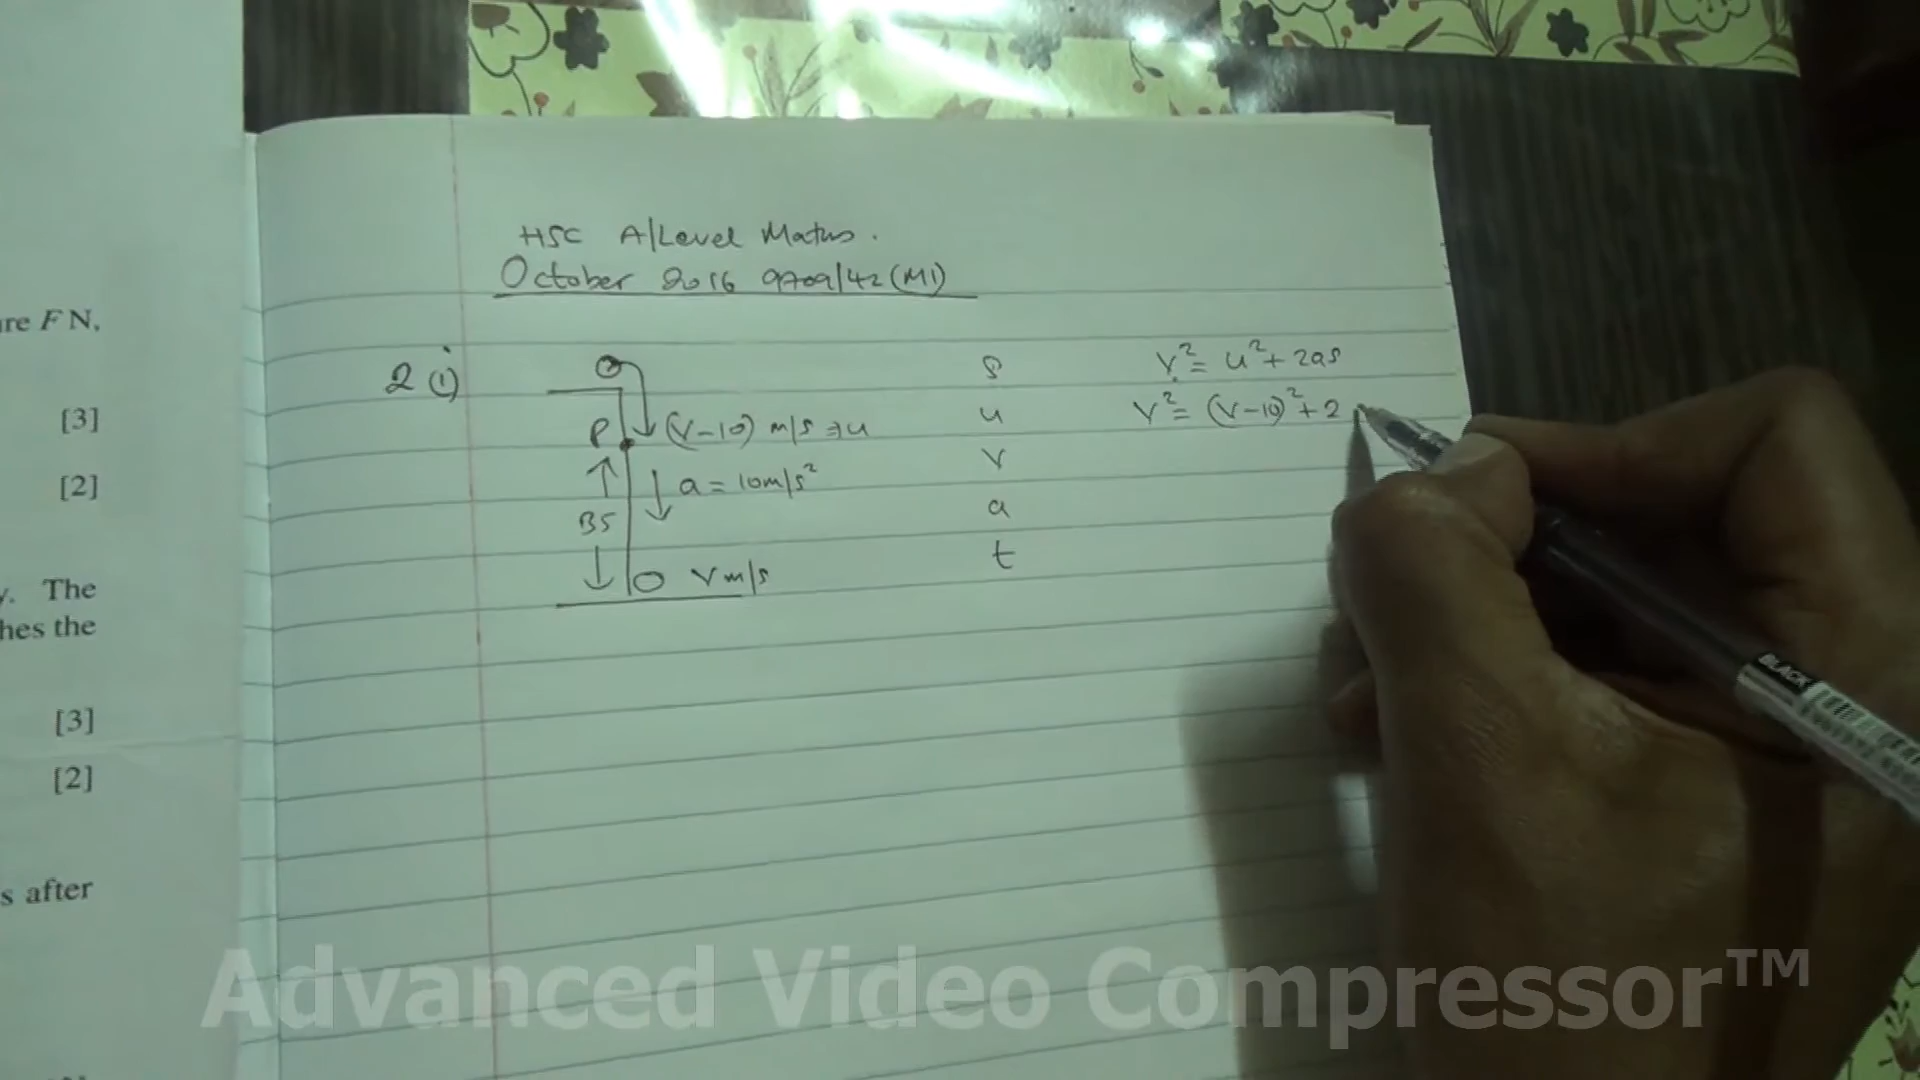 re F N,
[3]
[2]
y. The
hes the
[3]
[2]
s after
HSC A/Level Maths.
October 2016 9709/42 (M1)
2 (i)
P (V-10) m/s = u
a = 10m/s²
35
V m/s
s
u
v
a
t
V² = u² + 2as
V² = (V-10)² + 2
BLACK
Advanced Video Compressor™